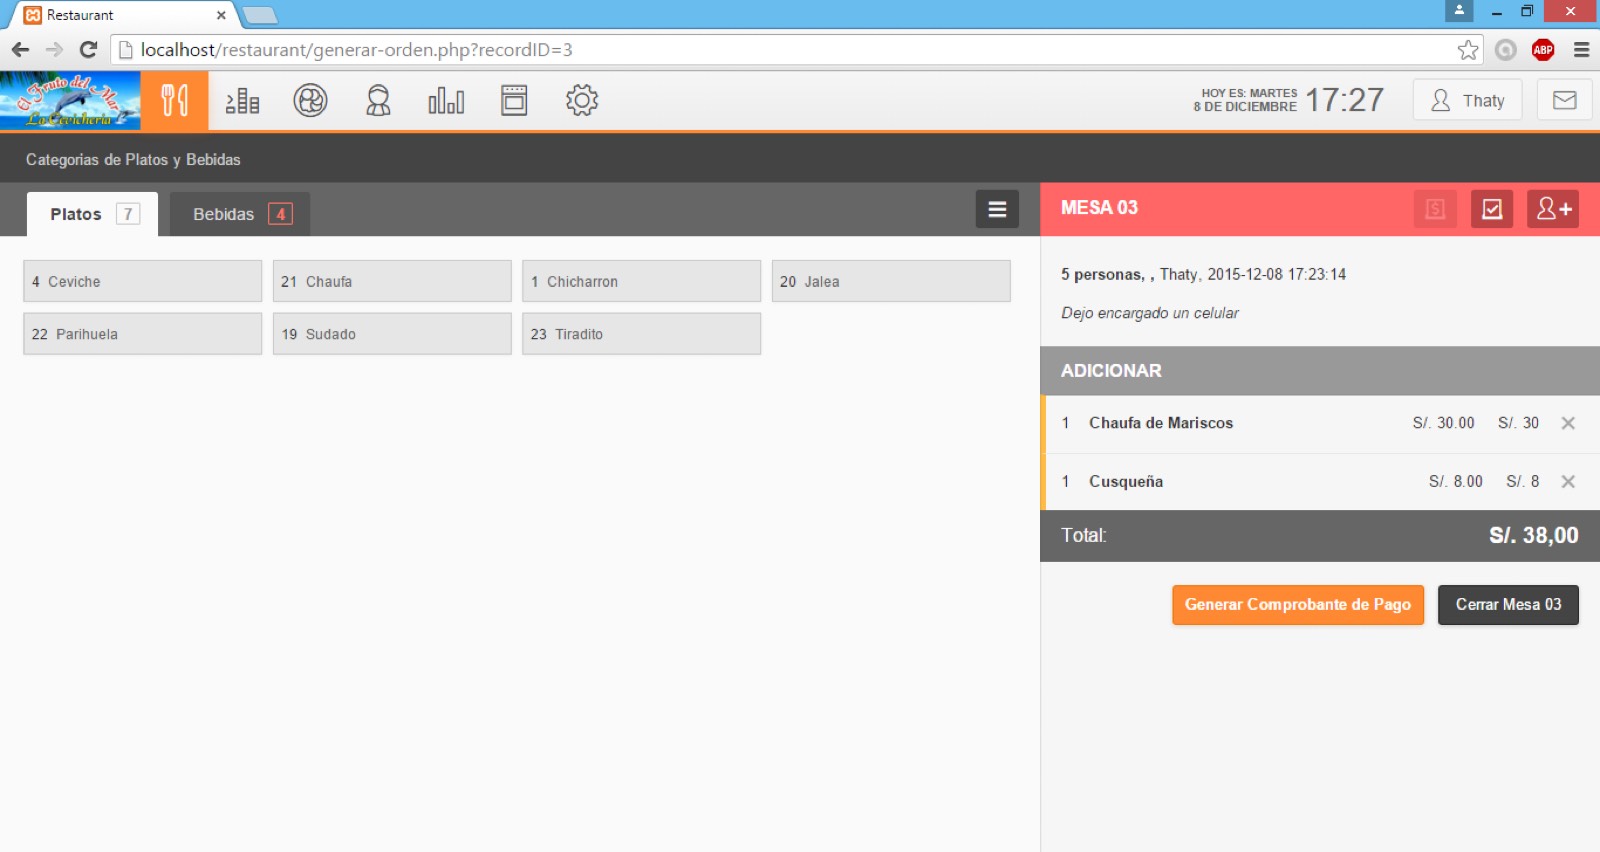 Restaurant
localhost/restaurant/generar-orden.php?recordID=3
ABP
El Fruto del Mar
La Cevichería
HOY ES: MARTES
8 DE DICIEMBRE
17:27
Thaty
Categorias de Platos y Bebidas
Platos 7
Bebidas 4
MESA 03
4 Ceviche
21 Chaufa
1 Chicharron
20 Jalea
22 Parihuela
19 Sudado
23 Tiradito
5 personas, , Thaty, 2015-12-08 17:23:14
Dejo encargado un celular
ADICIONAR
1 Chaufa de Mariscos S/. 30.00 S/. 30
1 Cusqueña S/. 8.00 S/. 8
Total: S/. 38,00
Generar Comprobante de Pago
Cerrar Mesa 03